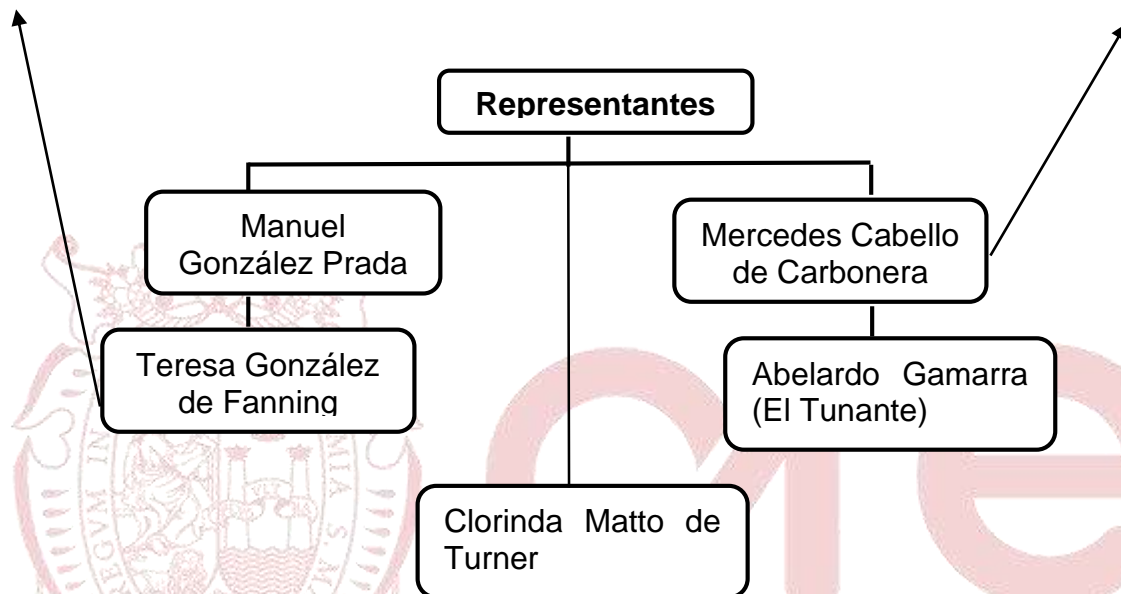 Representantes
Manuel
González Prada
Mercedes Cabello
de Carbonera
Teresa González
de Fanning
Abelardo Gamarra
(El Tunante)
Clorinda Matto de
Turner